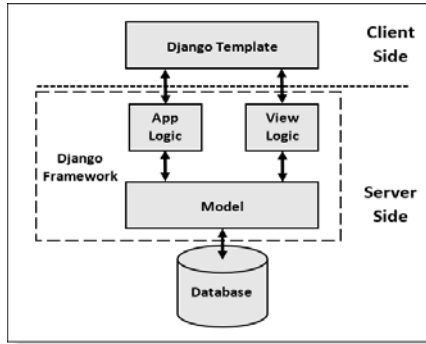 Django Template
Client
Side
App
Logic
View
Logic
Django
Framework
Model
Server
Side
Database